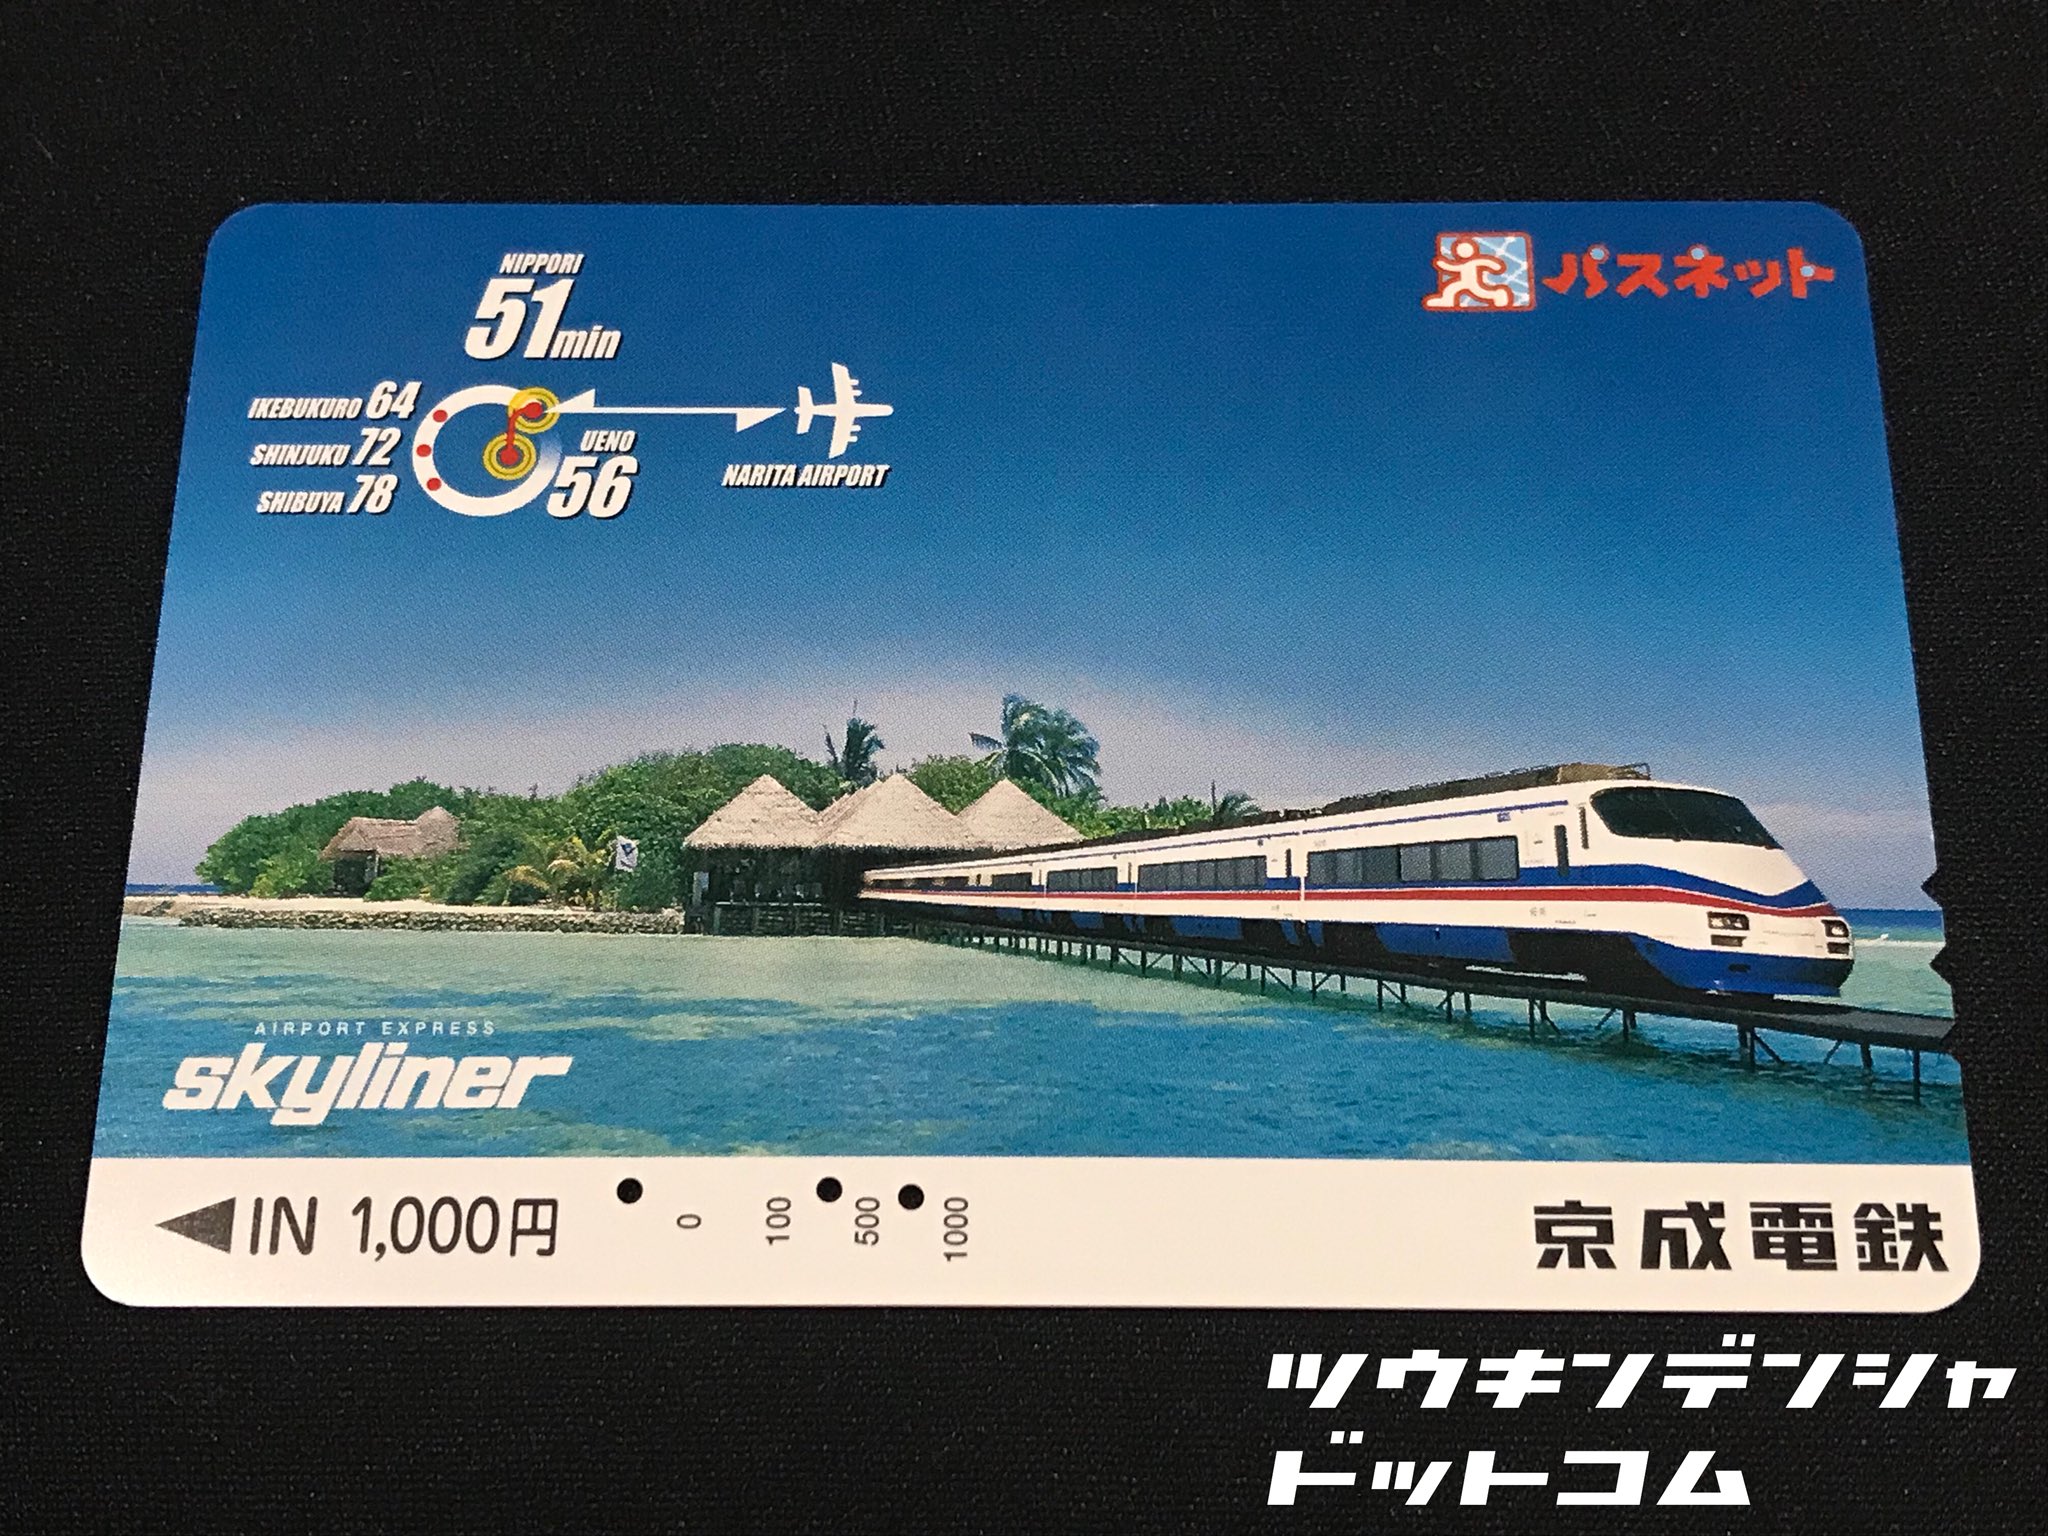 NIPPORI
51min
パスネット
IKEBUKURO 64
SHINJUKU 72
SHIBUYA 78
UENO
56
NARITA AIRPORT
AIRPORT EXPRESS
skyliner
IN 1,000円
0
100
500
1000
京成電鉄
ツウキンデンシャ
ドットコム